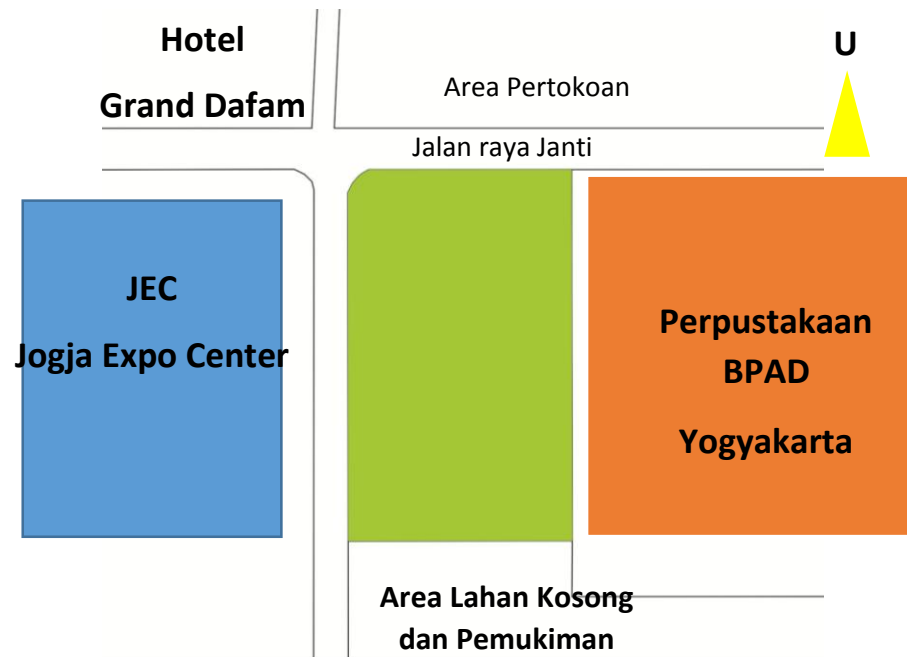 Hotel
Grand Dafam
U
Area Pertokoan
Jalan raya Janti
JEC
Jogja Expo Center
Perpustakaan
BPAD
Yogyakarta
Area Lahan Kosong
dan Pemukiman